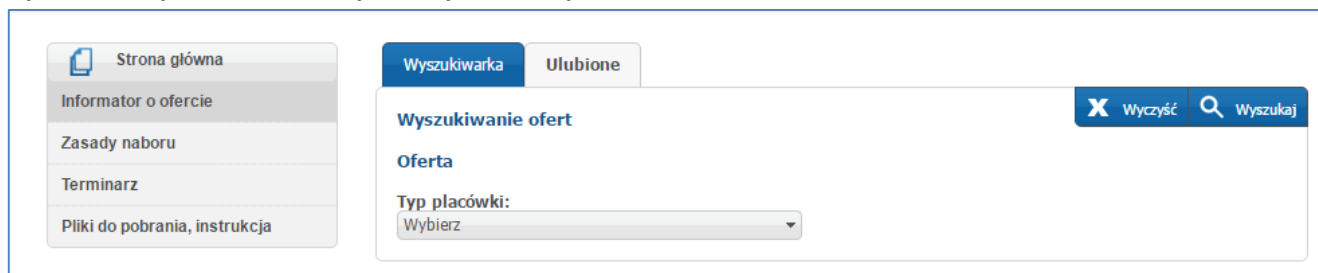 Strona główna
Informator o ofercie
Zasady naboru
Terminarz
Pliki do pobrania, instrukcja
Wyszukiwarka
Ulubione
Wyczyść
Wyszukaj
Wyszukiwanie ofert
Oferta
Typ placówki:
Wybierz